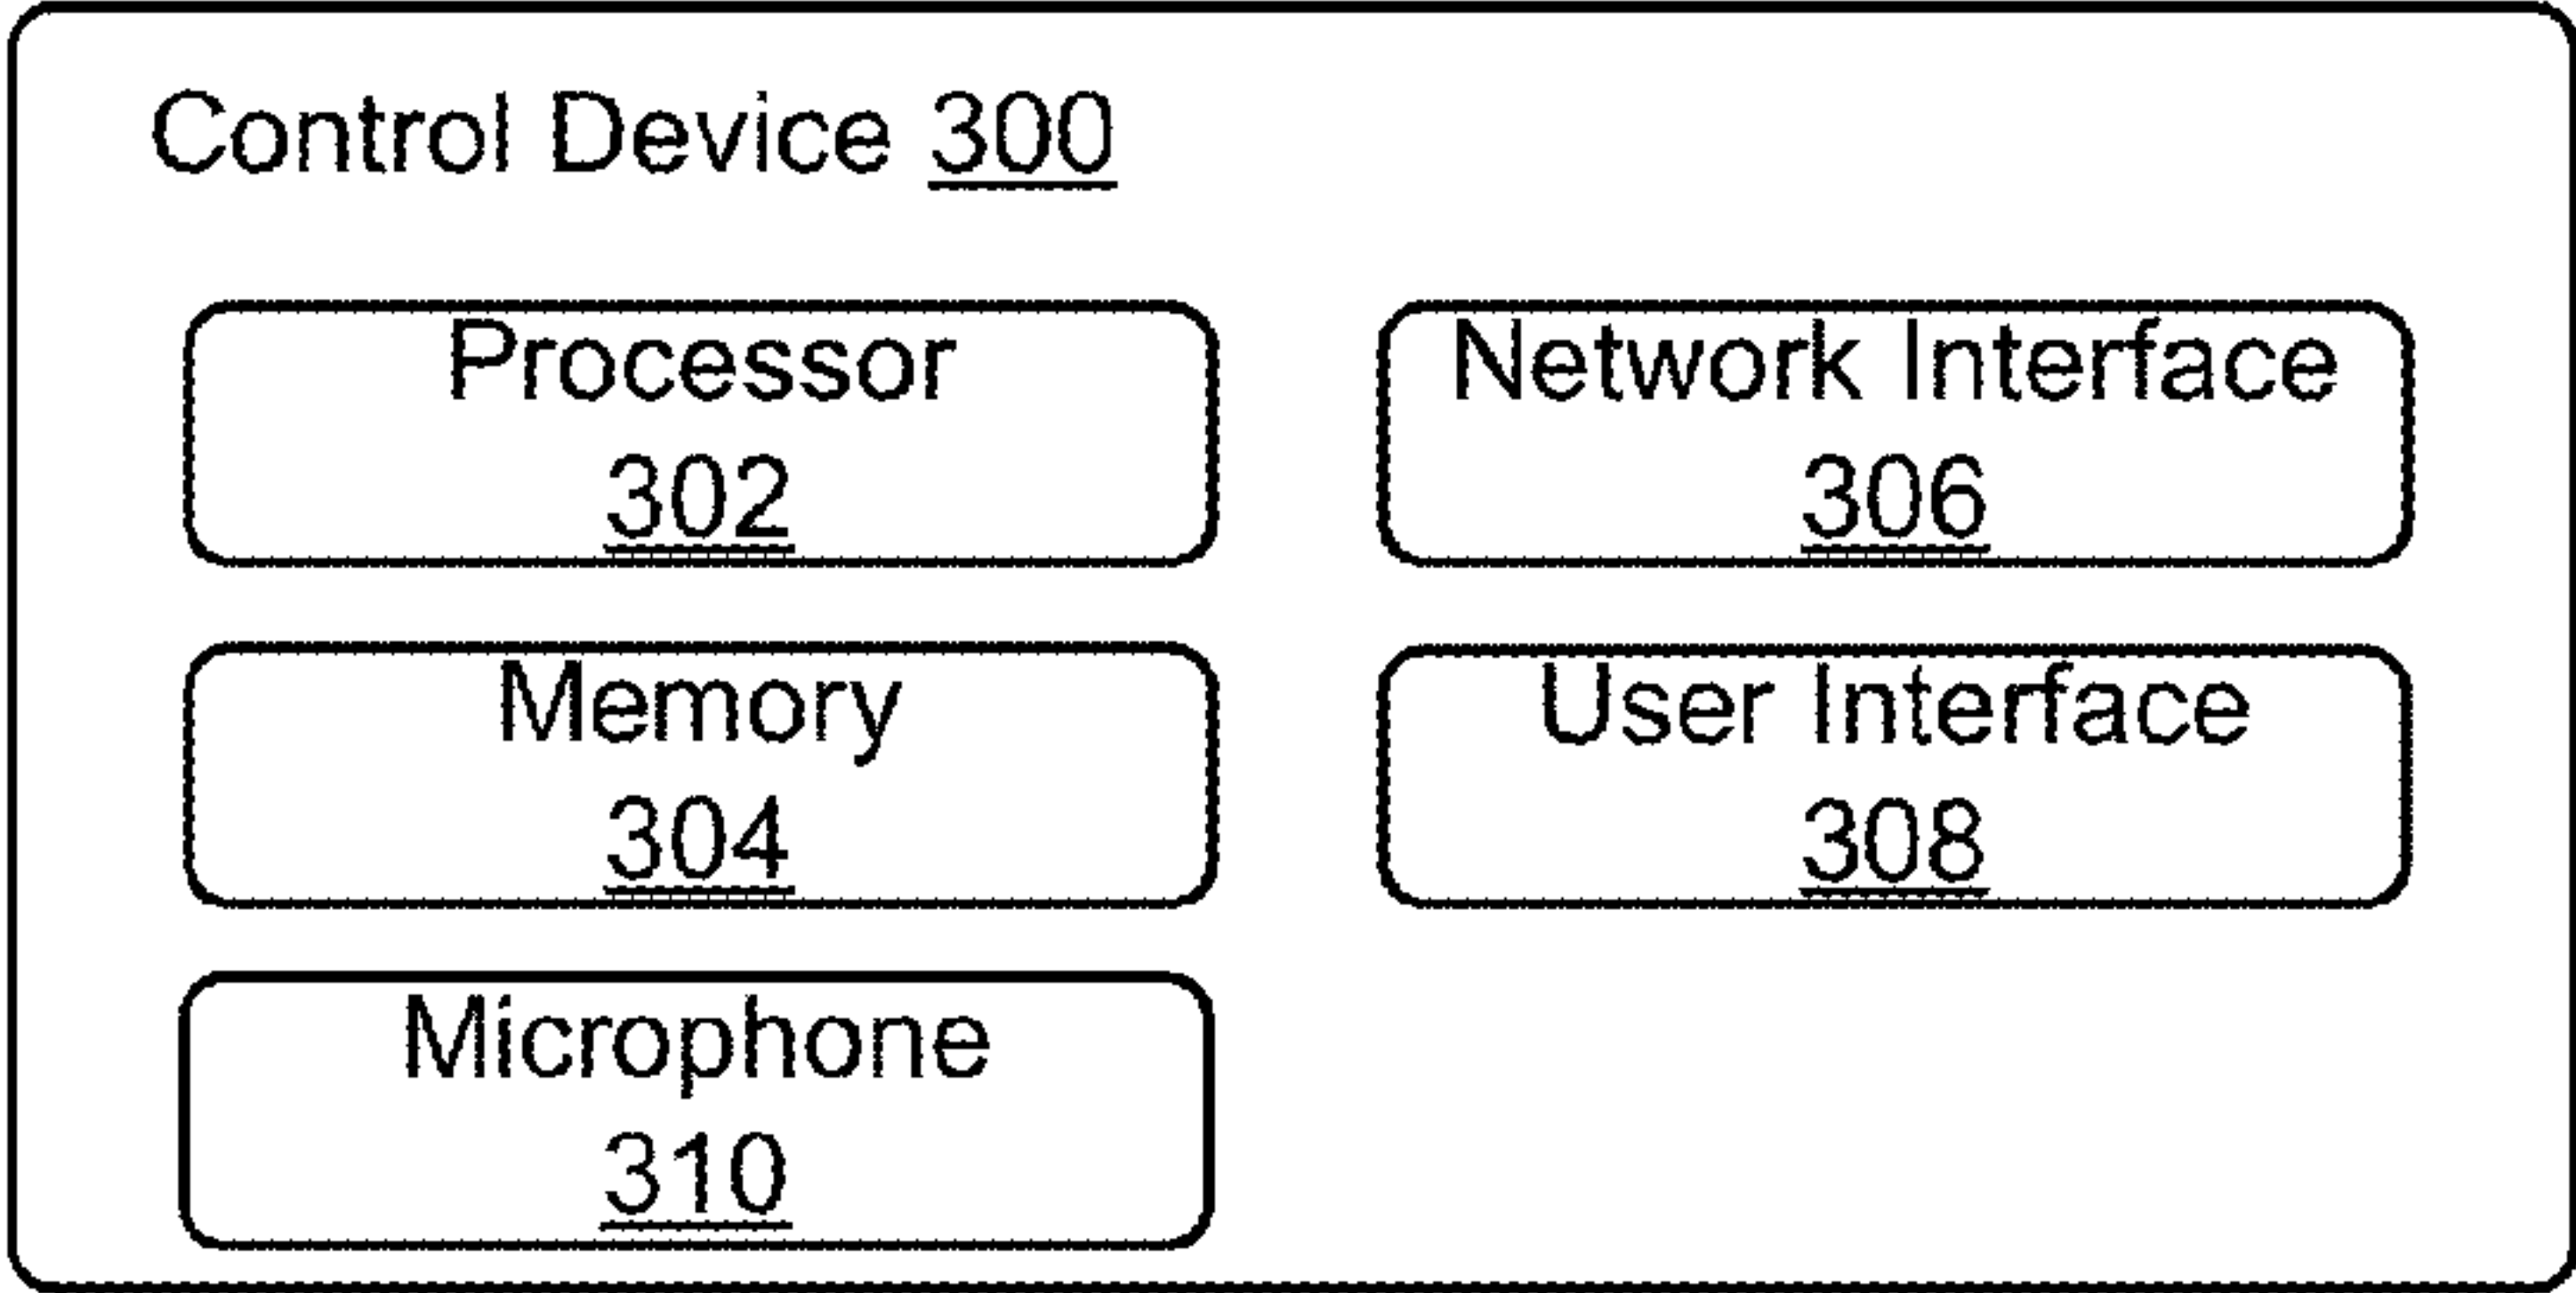 Control Device 300
Processor
302
Network Interface
306
Memory
304
User Interface
308
Microphone
310